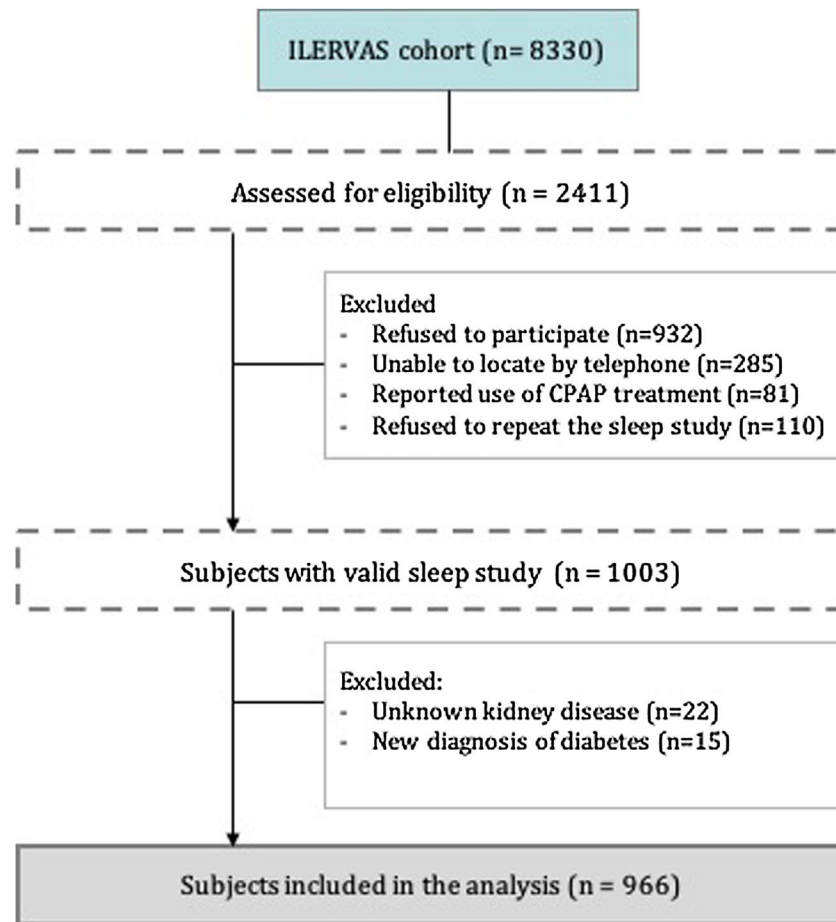 ILERVAS cohort (n= 8330)
Assessed for eligibility (n = 2411)
Excluded
- Refused to participate (n=932)
- Unable to locate by telephone (n=285)
- Reported use of CPAP treatment (n=81)
- Refused to repeat the sleep study (n=110)
Subjects with valid sleep study (n = 1003)
Excluded:
- Unknown kidney disease (n=22)
- New diagnosis of diabetes (n=15)
Subjects included in the analysis (n = 966)